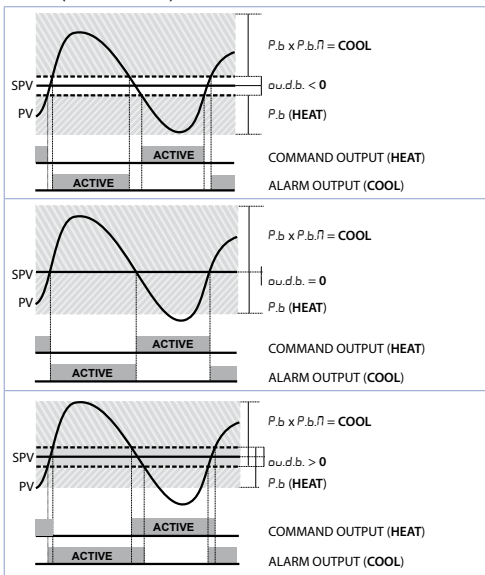 P.b x P.b.П = COOL
SPV
ou.d.b. < 0
PV
P.b (HEAT)
ACTIVE COMMAND OUTPUT (HEAT)
ACTIVE ALARM OUTPUT (COOL)
P.b x P.b.П = COOL
SPV
ou.d.b. = 0
PV
P.b (HEAT)
ACTIVE COMMAND OUTPUT (HEAT)
ACTIVE ALARM OUTPUT (COOL)
P.b x P.b.П = COOL
SPV
ou.d.b. > 0
PV
P.b (HEAT)
ACTIVE COMMAND OUTPUT (HEAT)
ACTIVE ALARM OUTPUT (COOL)